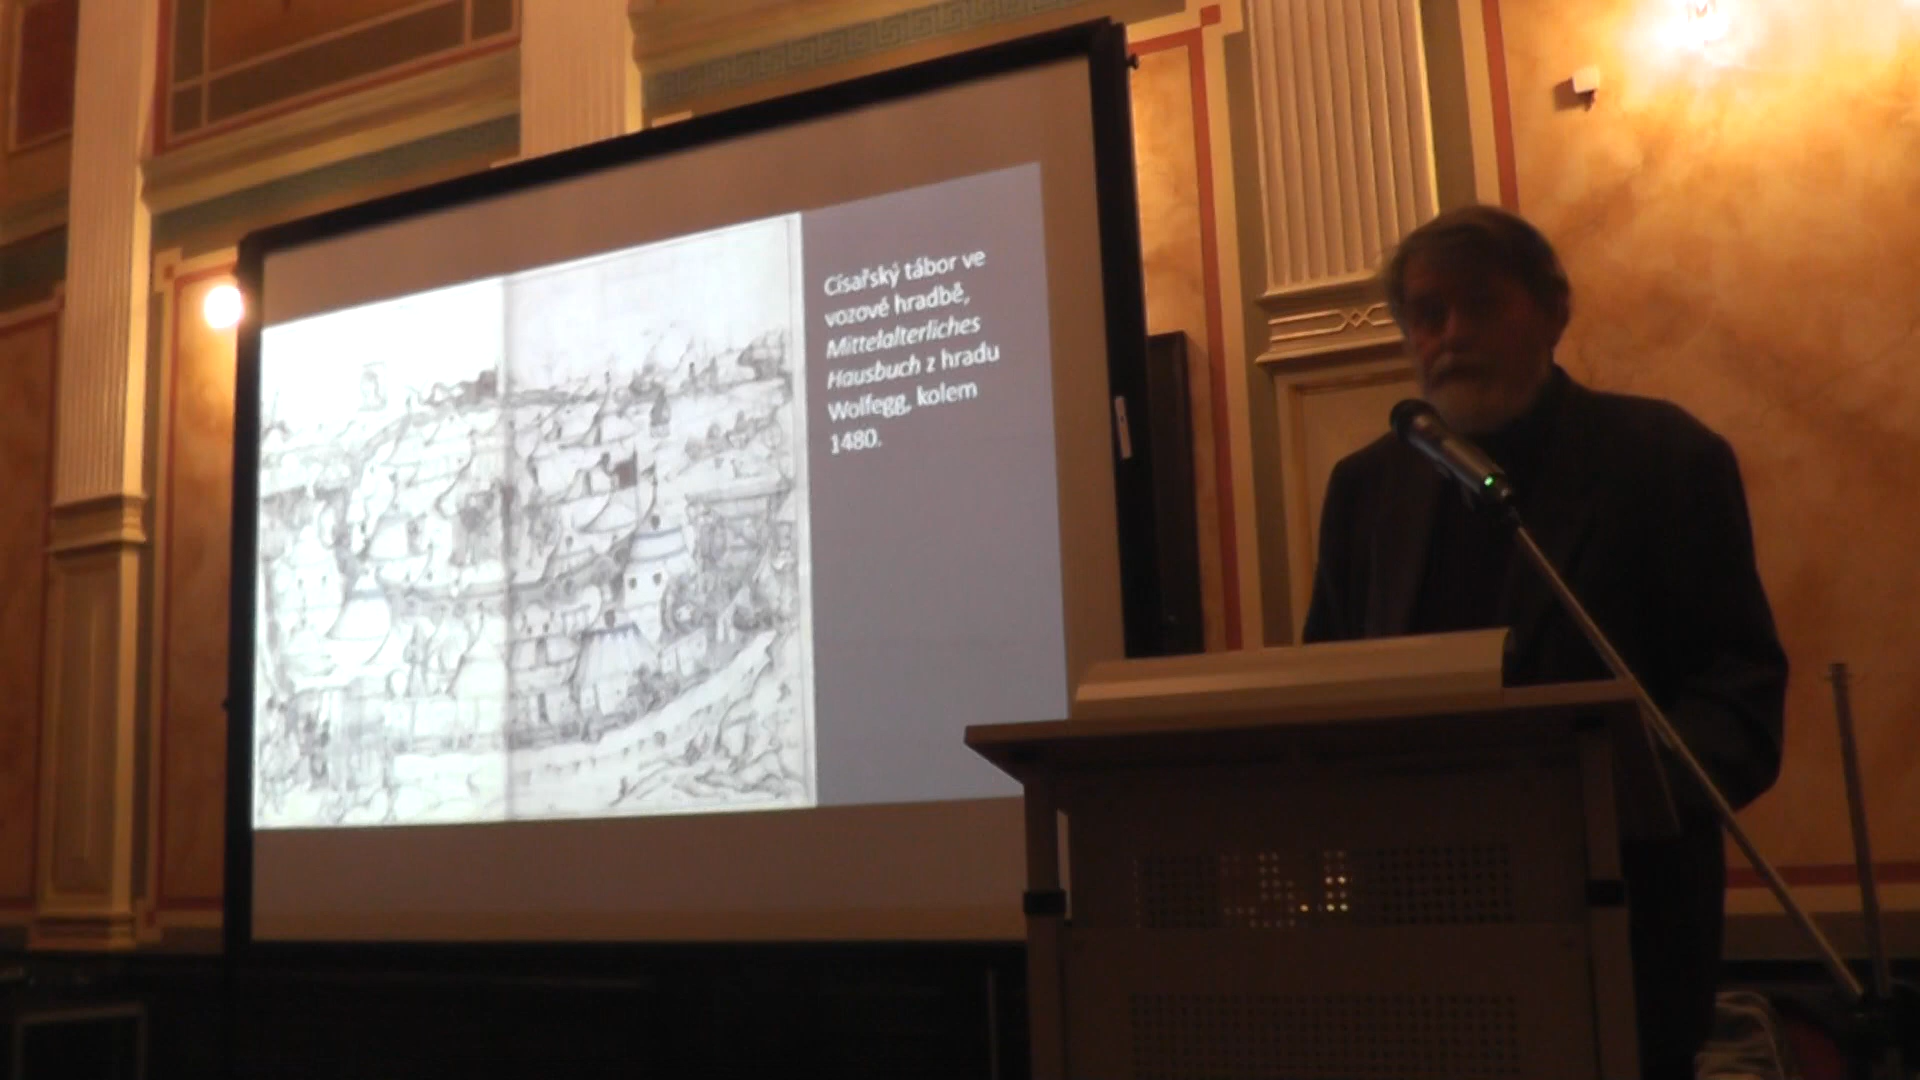 Císařský tábor ve
vozové hradbě,
Mittelalterliches
Hausbuch z hradu
Wolfegg, kolem
1480.